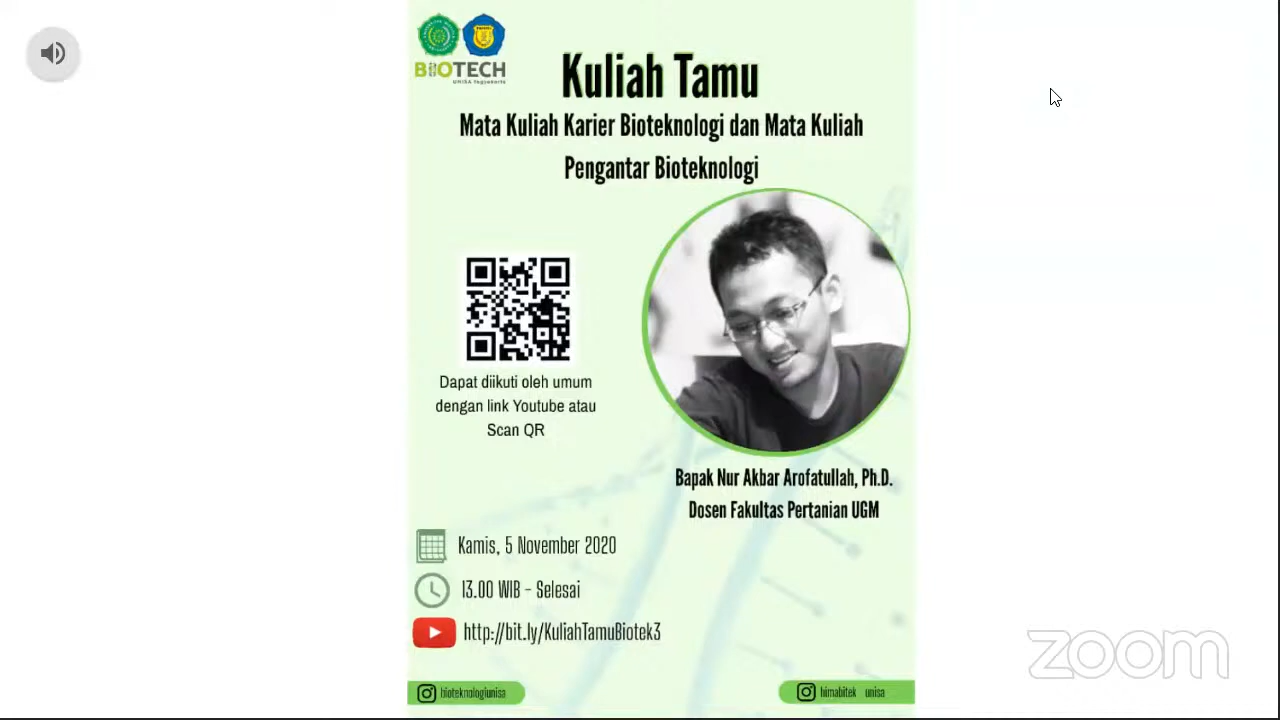 BIOTECH
UNISA Yogyakarta
Kuliah Tamu
Mata Kuliah Karier Bioteknologi dan Mata Kuliah
Pengantar Bioteknologi
Dapat diikuti oleh umum
dengan link Youtube atau
Scan QR
Bapak Nur Akbar Arofatullah, Ph.D.
Dosen Fakultas Pertanian UGM
Kamis, 5 November 2020
13.00 WIB - Selesai
http://bit.ly/KuliahTamuBiotek3
bioteknologiunisa
himabitek unisa
zoom